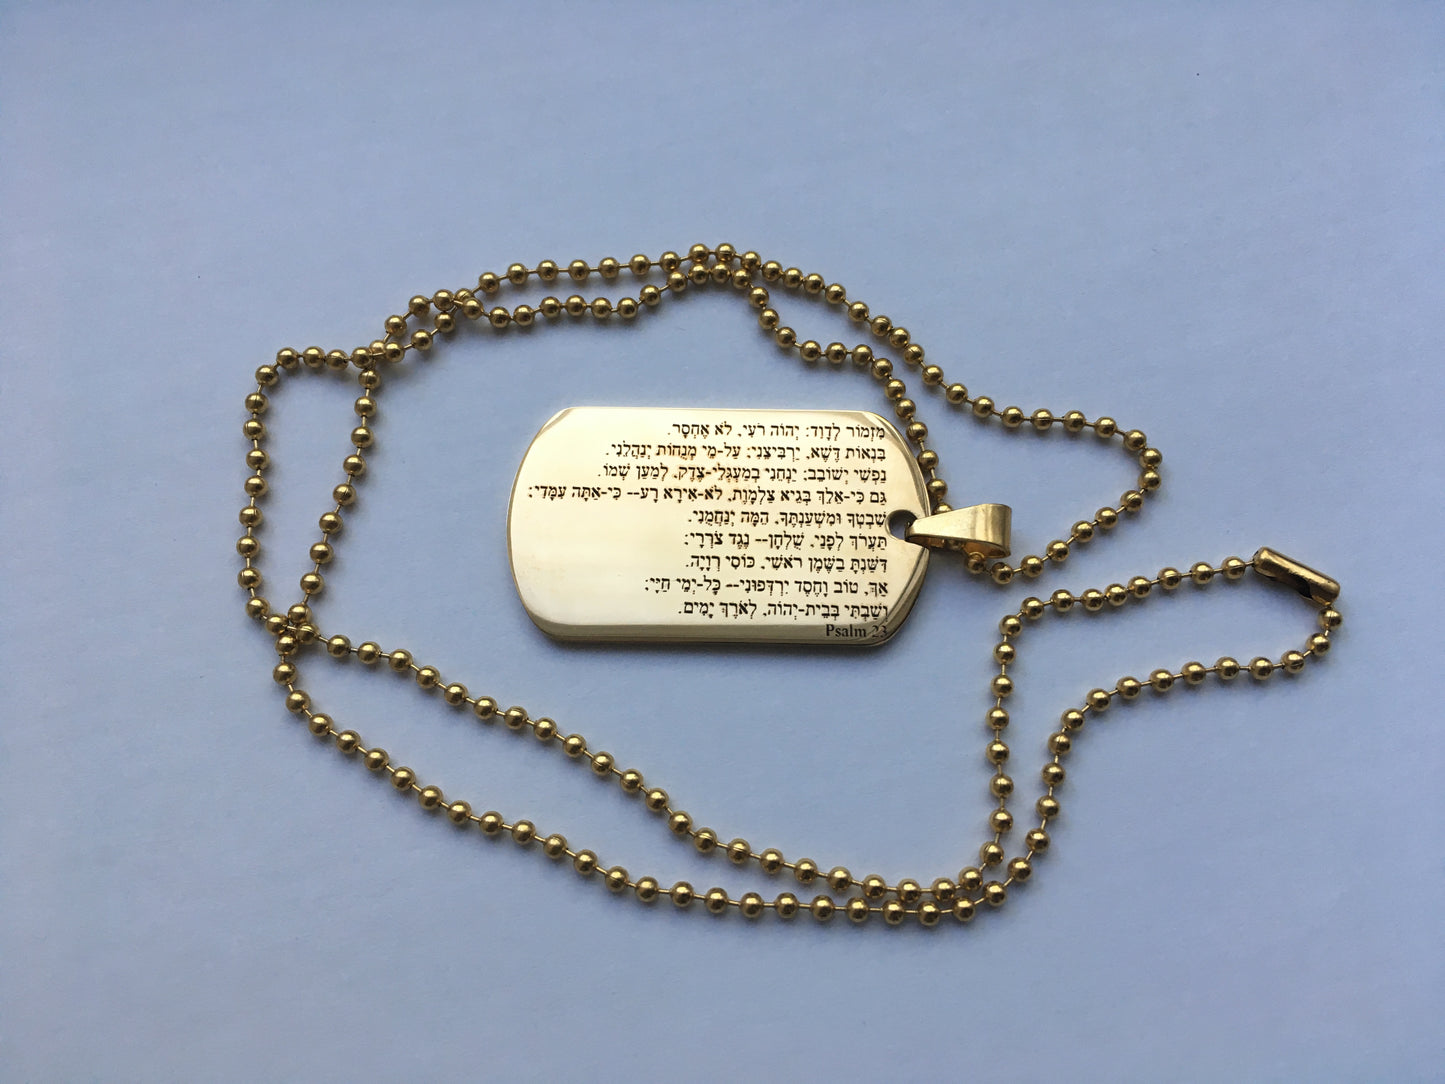 מִזְמוֹר לְדָוִד: יְהוָה רֹעִי, לֹא אֶחְסָר.
בִּנְאוֹת דֶּשֶׁא, יַרְבִּיצֵנִי; עַל-מֵי מְנֻחוֹת יְנַהֲלֵנִי.
נַפְשִׁי יְשׁוֹבֵב; יַנְחֵנִי בְמַעְגְּלֵי-צֶדֶק, לְמַעַן שְׁמוֹ.
גַּם כִּי-אֵלֵךְ בְּגֵיא צַלְמָוֶת, לֹא-אִירָא רָע-- כִּי-אַתָּה עִמָּדִי;
שִׁבְטְךָ וּמִשְׁעַנְתֶּךָ, הֵמָּה יְנַחֲמֻנִי.
תַּעֲרֹךְ לְפָנַי, שֻׁלְחָן-- נֶגֶד צֹרְרָי;
דִּשַּׁנְתָּ בַשֶּׁמֶן רֹאשִׁי, כּוֹסִי רְוָיָה.
אַךְ, טוֹב וָחֶסֶד יִרְדְּפוּנִי-- כָּל-יְמֵי חַיָּי;
וְשַׁבְתִּי בְּבֵית-יְהוָה, לְאֹרֶךְ יָמִים.
Psalm 23